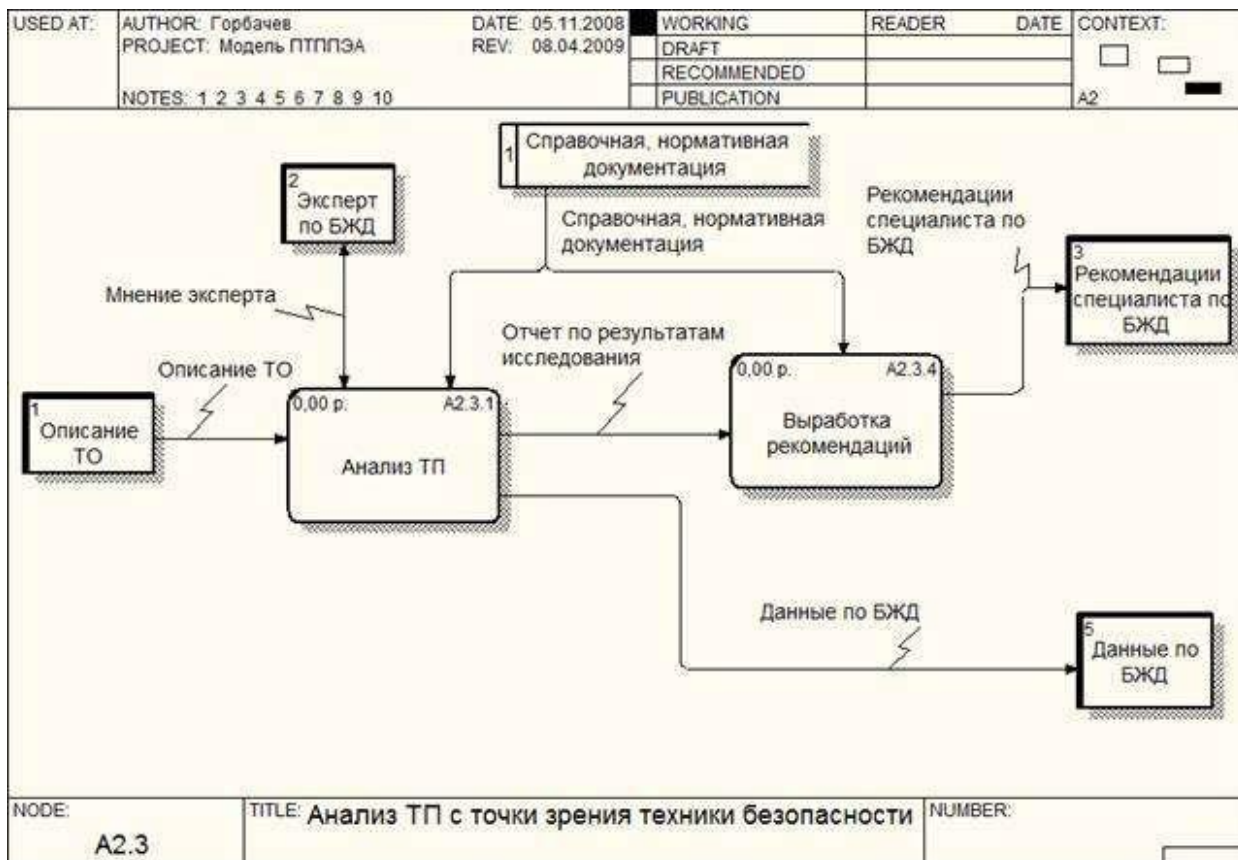 USED AT:
AUTHOR: Горбачев
DATE: 05.11.2008
PROJECT: Модель ПТППЭА
REV: 08.04.2009
NOTES: 1 2 3 4 5 6 7 8 9 10
WORKING
DRAFT
RECOMMENDED
PUBLICATION
READER
DATE
CONTEXT:
A2
1
Справочная, нормативная
документация
2
Эксперт
по БЖД
Справочная, нормативная
документация
Рекомендации
специалиста по
БЖД
3
Рекомендации
специалиста по
БЖД
Мнение эксперта
Отчет по результатам
исследования
Описание ТО
1
Описание
ТО
0,00 р.
A2.3.1
Анализ ТП
0,00 р.
A2.3.4
Выработка
рекомендаций
Данные по БЖД
5
Данные по
БЖД
NODE:
A2.3
TITLE: Анализ ТП с точки зрения техники безопасности
NUMBER: